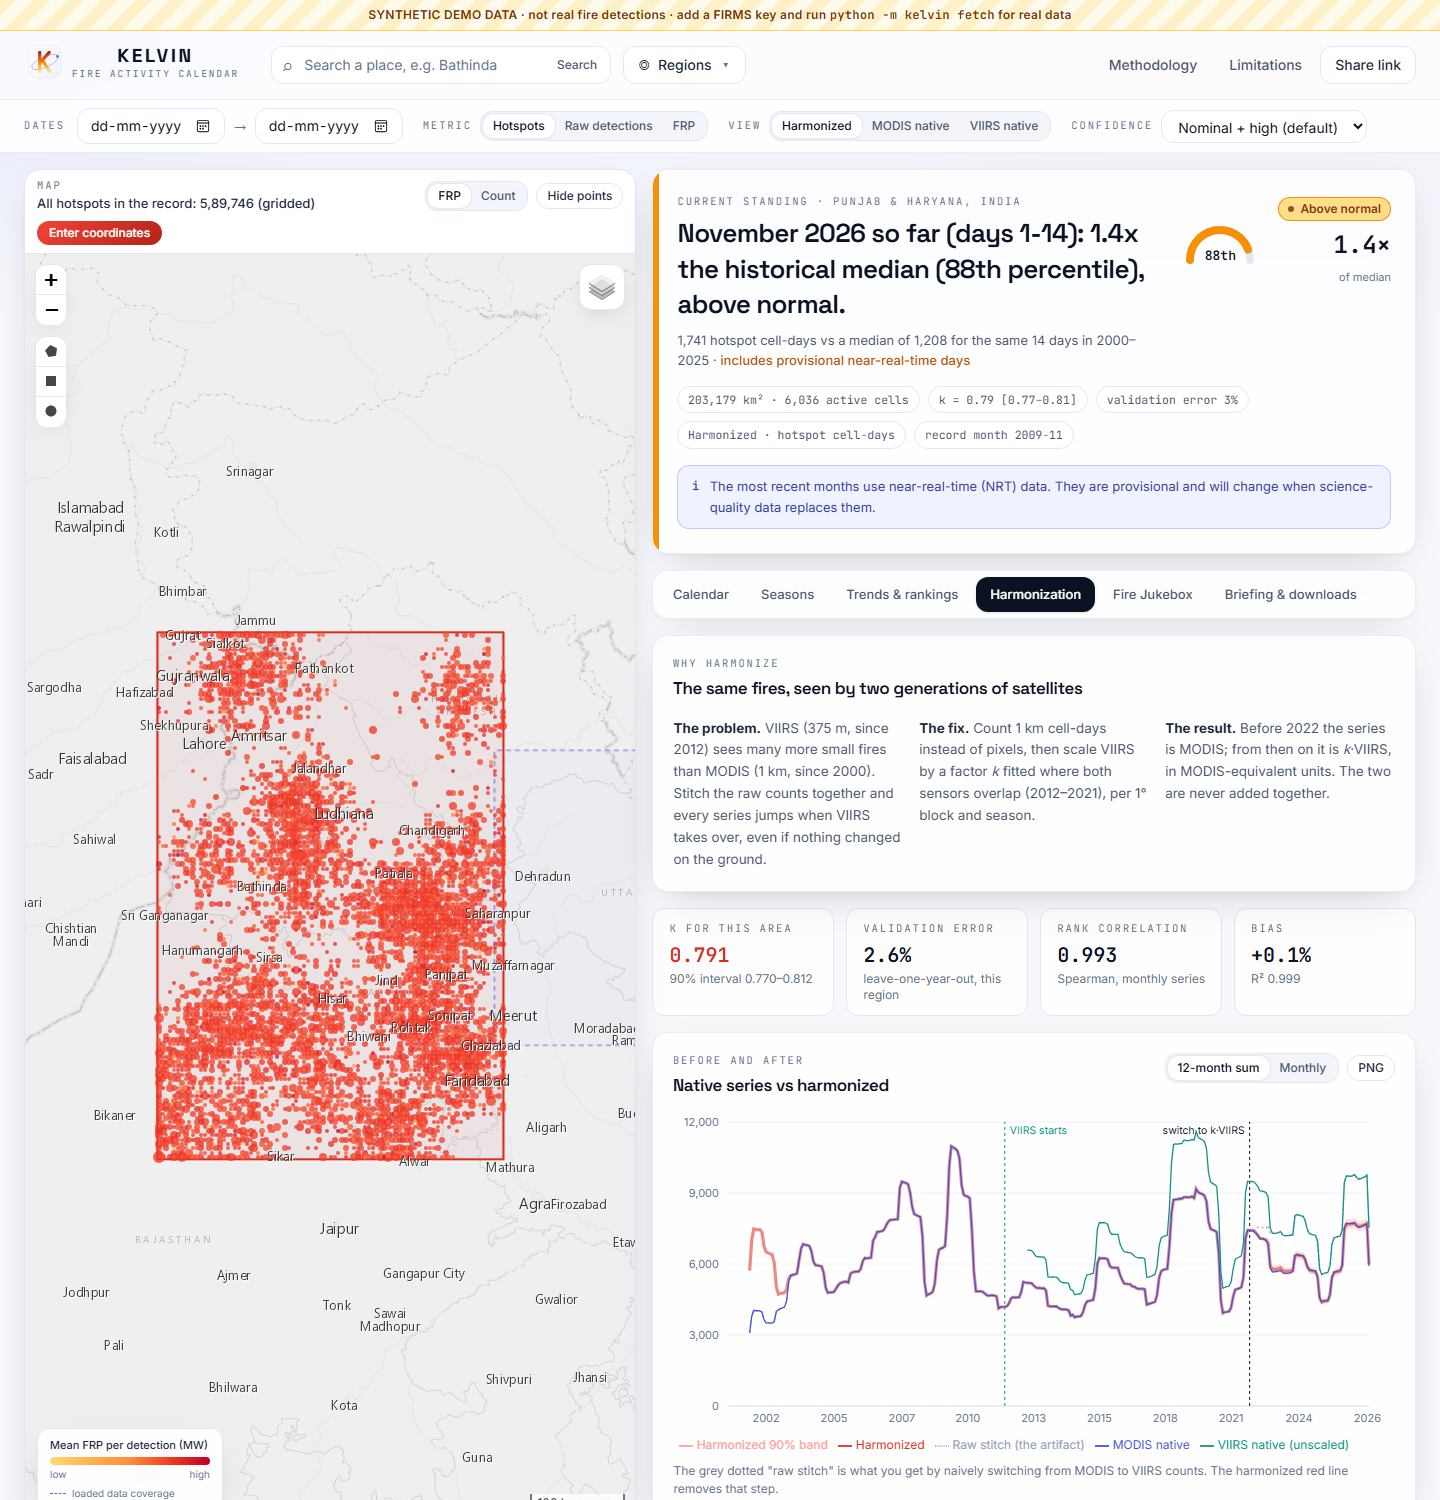 SYNTHETIC DEMO DATA · not real fire detections · add a FIRMS key and run python -m kelvin fetch for real data
K
KELVIN
FIRE ACTIVITY CALENDAR
Search a place, e.g. Bathinda
Search
Regions
Methodology
Limitations
Share link
DATES
dd-mm-yyyy
→
dd-mm-yyyy
METRIC
Hotspots
Raw detections
FRP
VIEW
Harmonized
MODIS native
VIIRS native
CONFIDENCE
Nominal + high (default)
MAP
All hotspots in the record: 5,89,746 (gridded)
FRP
Count
Hide points
Enter coordinates
+
−
Srinagar
Islamabad
Rawalpindi
Kotli
Bhimbar
Jammu
Gujrat
Sialkot
Pathankot
Gujranwala
Sargodha
Hafizabad
Shekhupura
Lahore
Amritsar
Faisalabad
Sadr
Jalandhar
Ludhiana
Chandigarh
Sahiwal
Patiala
Dehradun
Bathinda
UTTA
ari
Sri Ganganagar
Saharanpur
Chishtian
Mandi
Hanumangarh
Sirsa
Muzaffarnagar
Jind
Panipat
Hisar
Sonipat
Meerut
Rohtak
Bhiwani
Moradabad
Ram
Ghaziabad
Faridabad
Bikaner
Bud
Aligarh
Sikar
Alwar
Mathura
Agra
Firozabad
Jaipur
RAJASTHAN
Etaw
Ajmer
Gangapur City
Jodhpur
Tonk
Sawai
Madhopur
Gwalior
Pali
Shivpuri
Jhansi
Bhilwara
Kota
Guna
Mean FRP per detection (MW)
low
high
loaded data coverage
CURRENT STANDING · PUNJAB & HARYANA, INDIA
November 2026 so far (days 1-14): 1.4x
the historical median (88th percentile),
above normal.
88th
Above normal
1.4×
of median
1,741 hotspot cell-days vs a median of 1,208 for the same 14 days in 2000–
2025 · includes provisional near-real-time days
203,179 km² · 6,036 active cells
k = 0.79 [0.77–0.81]
validation error 3%
Harmonized · hotspot cell-days
record month 2009-11
i The most recent months use near-real-time (NRT) data. They are provisional and will change when science-
quality data replaces them.
Calendar
Seasons
Trends & rankings
Harmonization
Fire Jukebox
Briefing & downloads
WHY HARMONIZE
The same fires, seen by two generations of satellites
The problem. VIIRS (375 m, since
2012) sees many more small fires
than MODIS (1 km, since 2000).
Stitch the raw counts together and
every series jumps when VIIRS
takes over, even if nothing changed
on the ground.
The fix. Count 1 km cell-days
instead of pixels, then scale VIIRS
by a factor k fitted where both
sensors overlap (2012–2021), per 1°
block and season.
The result. Before 2022 the series
is MODIS; from then on it is k·VIIRS,
in MODIS-equivalent units. The two
are never added together.
K FOR THIS AREA
0.791
90% interval 0.770–0.812
VALIDATION ERROR
2.6%
leave-one-year-out, this
region
RANK CORRELATION
0.993
Spearman, monthly series
BIAS
+0.1%
R² 0.999
BEFORE AND AFTER
Native series vs harmonized
12-month sum
Monthly
PNG
12,000
9,000
6,000
3,000
0
VIIRS starts
switch to k·VIIRS
2002
2005
2007
2010
2013
2015
2018
2021
2024
2026
Harmonized 90% band
Harmonized
Raw stitch (the artifact)
MODIS native
VIIRS native (unscaled)
The grey dotted "raw stitch" is what you get by naively switching from MODIS to VIIRS counts. The harmonized red line
removes that step.